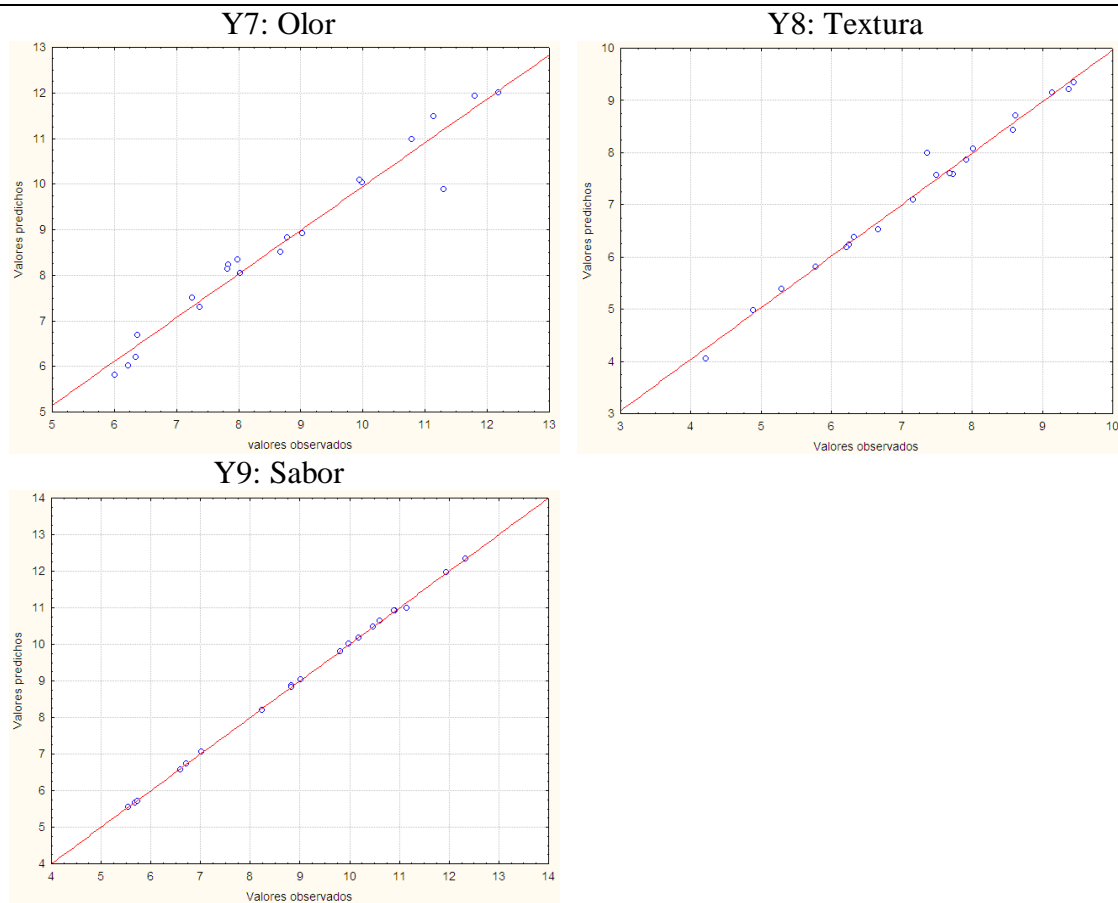 Y7: Olor
13
12
11
10
9
8
7
6
5
Valores predichos
5 6 7 8 9 10 11 12 13
valores observados
Y8: Textura
10
9
8
7
6
5
4
3
Valores predichos
3 4 5 6 7 8 9 10
Valores observados
Y9: Sabor
14
13
12
11
10
9
8
7
6
5
4
Valores predichos
4 5 6 7 8 9 10 11 12 13 14
Valores observados